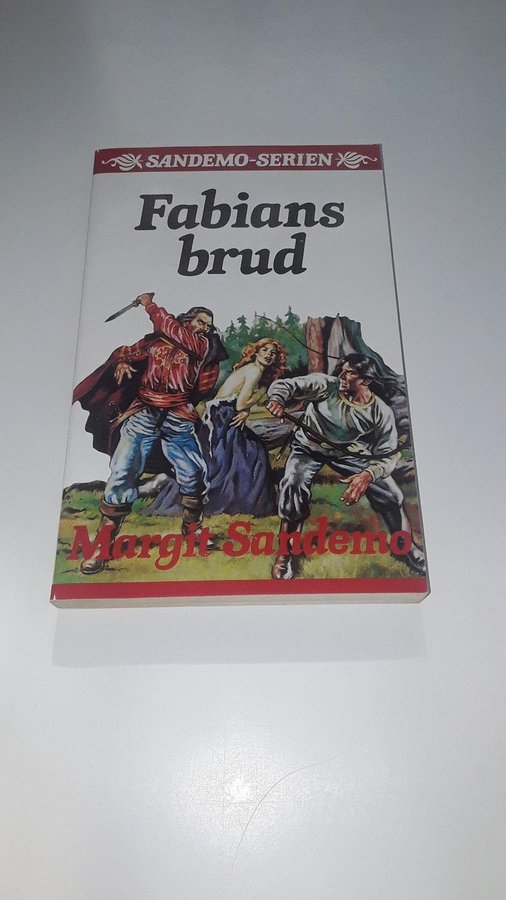 SANDEMO-SERIEN
Fabians
brud
Margit Sandemo